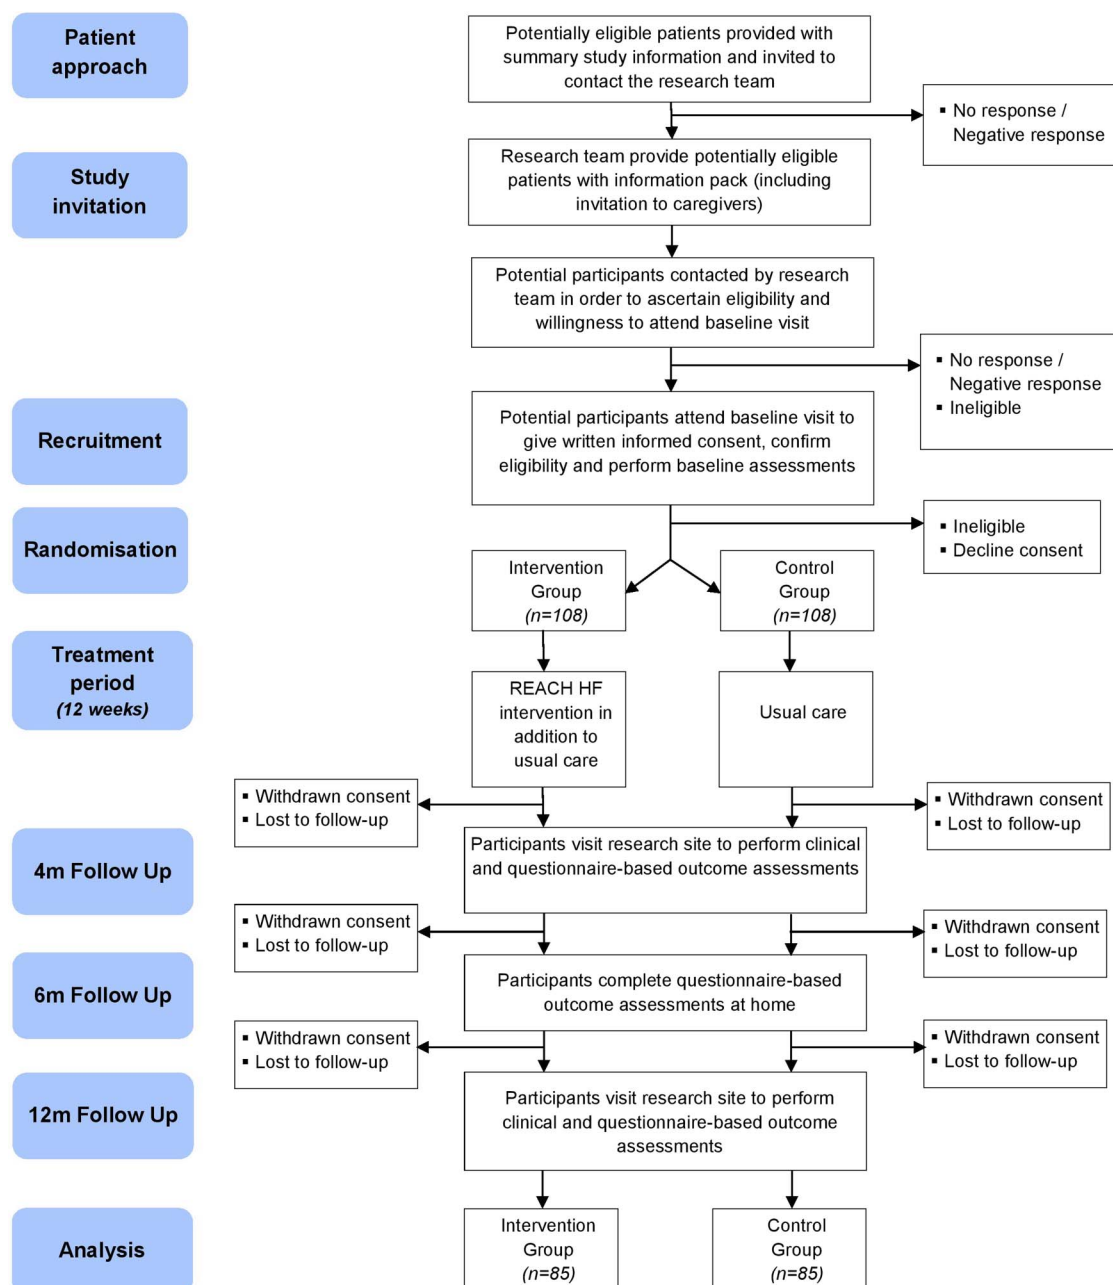 Patient
approach
Potentially eligible patients provided with
summary study information and invited to
contact the research team
▪ No response /
Negative response
Study
invitation
Research team provide potentially eligible
patients with information pack (including
invitation to caregivers)
Potential participants contacted by research
team in order to ascertain eligibility and
willingness to attend baseline visit
▪ No response /
Negative response
▪ Ineligible
Recruitment
Potential participants attend baseline visit to
give written informed consent, confirm
eligibility and perform baseline assessments
Randomisation
▪ Ineligible
▪ Decline consent
Intervention
Group
(n=108)
Control
Group
(n=108)
Treatment
period
(12 weeks)
REACH HF
intervention in
addition to
usual care
Usual care
▪ Withdrawn consent
▪ Lost to follow-up
▪ Withdrawn consent
▪ Lost to follow-up
4m Follow Up
Participants visit research site to perform clinical
and questionnaire-based outcome assessments
▪ Withdrawn consent
▪ Lost to follow-up
▪ Withdrawn consent
▪ Lost to follow-up
6m Follow Up
Participants complete questionnaire-based
outcome assessments at home
▪ Withdrawn consent
▪ Lost to follow-up
▪ Withdrawn consent
▪ Lost to follow-up
12m Follow Up
Participants visit research site to perform
clinical and questionnaire-based outcome
assessments
Analysis
Intervention
Group
(n=85)
Control
Group
(n=85)